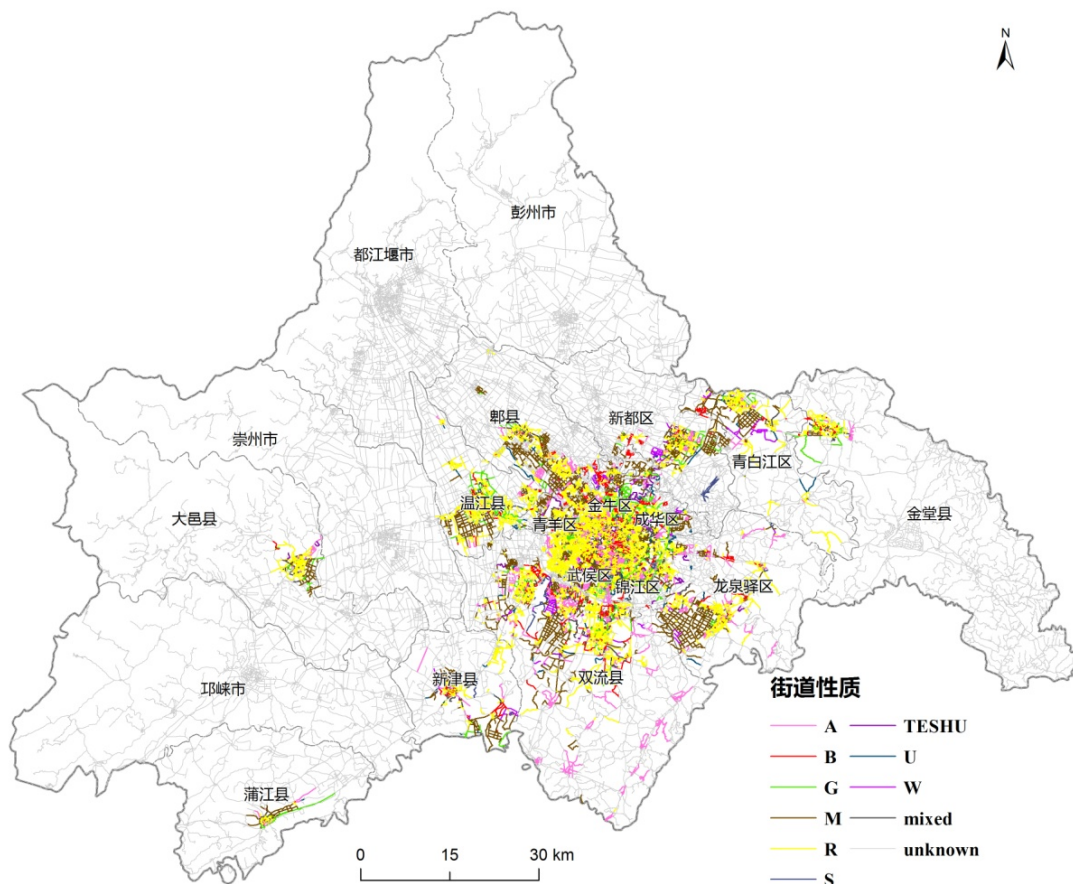 N
彭州市
都江堰市
郫县
新都区
崇州市
青白江区
大邑县
温江县
金牛区
青羊区
成华区
金堂县
武侯区
锦江区
龙泉驿区
邛崃市
新津县
双流县
蒲江县
街道性质
A TESHU
B U
G W
M mixed
R unknown
S
0 15 30 km